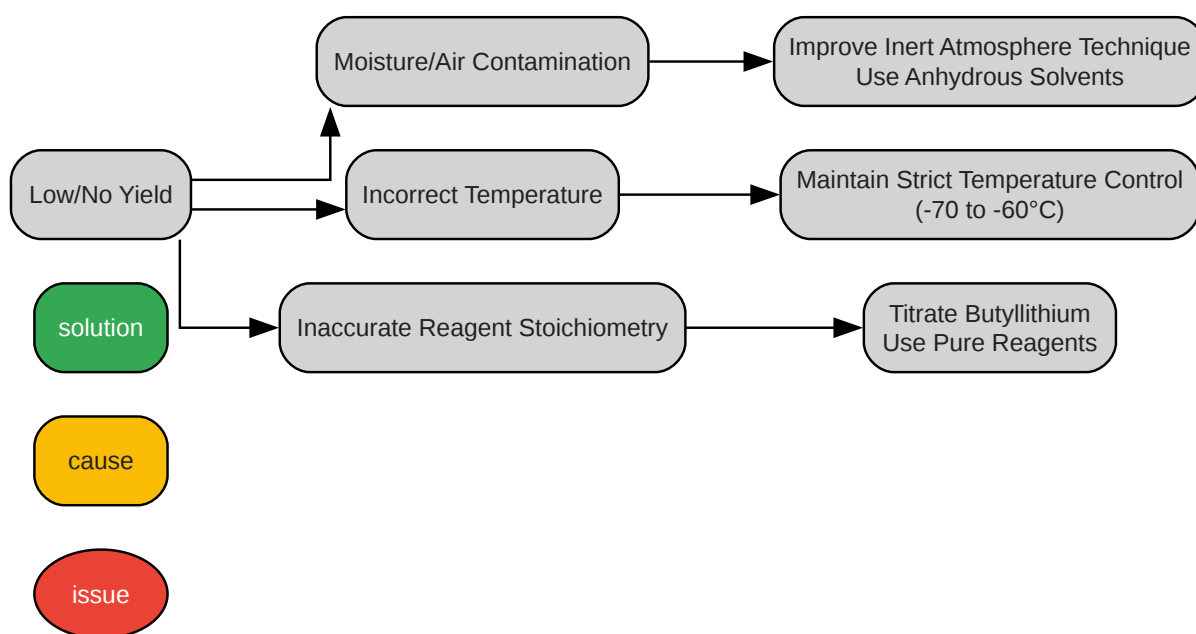 Moisture/Air Contamination
Improve Inert Atmosphere Technique
Use Anhydrous Solvents
Low/No Yield
Incorrect Temperature
Maintain Strict Temperature Control
(-70 to -60°C)
solution
Inaccurate Reagent Stoichiometry
Titrate Butyllithium
Use Pure Reagents
cause
issue